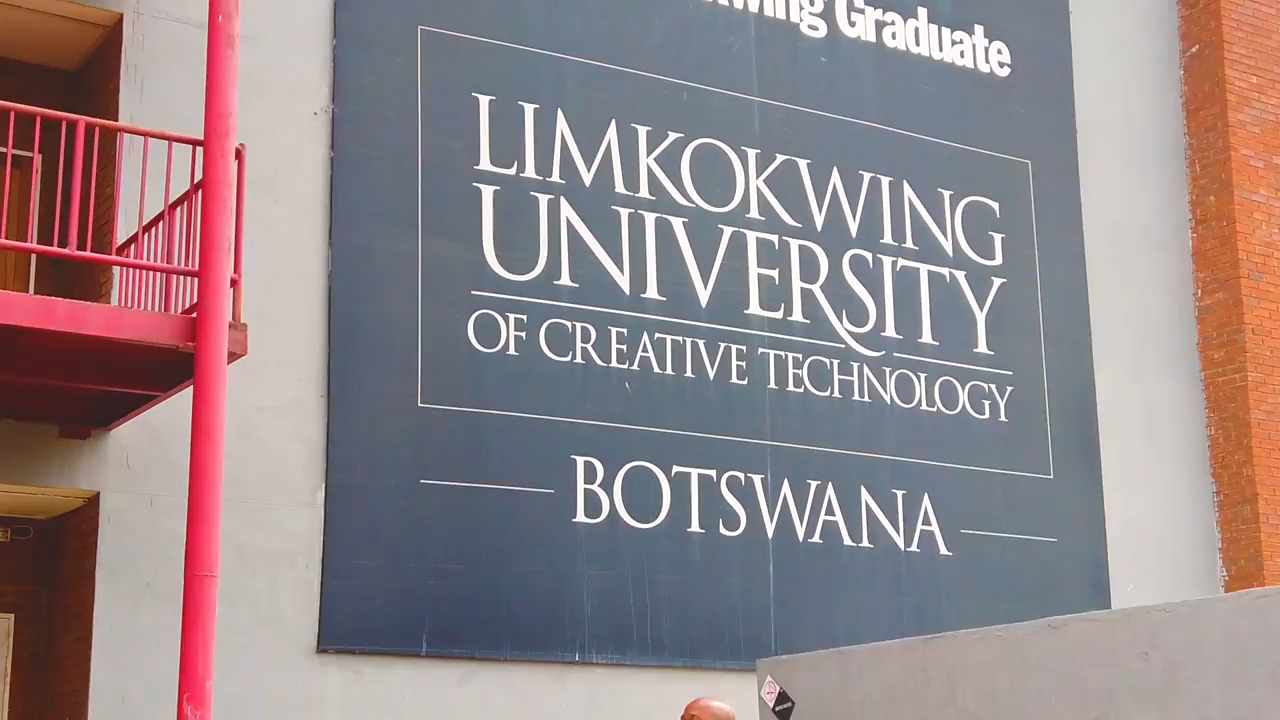 Graduate
LIMKOKWING
UNIVERSITY
OF CREATIVE TECHNOLOGY
BOTSWANA